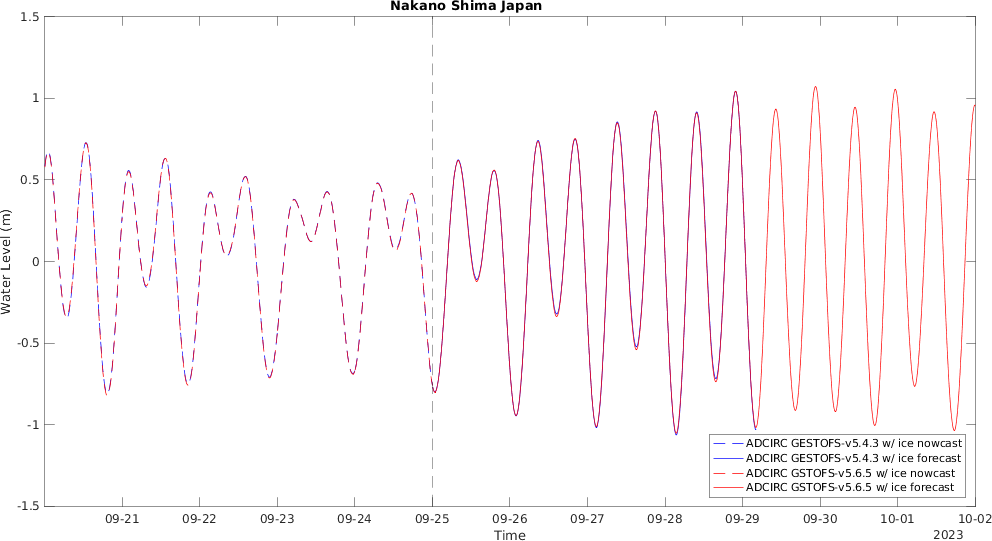 Nakano Shima Japan
1.5
1
0.5
0
-0.5
-1
-1.5
Water Level (m)
ADCIRC GESTOFS-v5.4.3 w/ ice nowcast
ADCIRC GESTOFS-v5.4.3 w/ ice forecast
ADCIRC GSTOFS-v5.6.5 w/ ice nowcast
ADCIRC GSTOFS-v5.6.5 w/ ice forecast
09-21 09-22 09-23 09-24 09-25 09-26 09-27 09-28 09-29 09-30 10-01 10-02
Time
2023